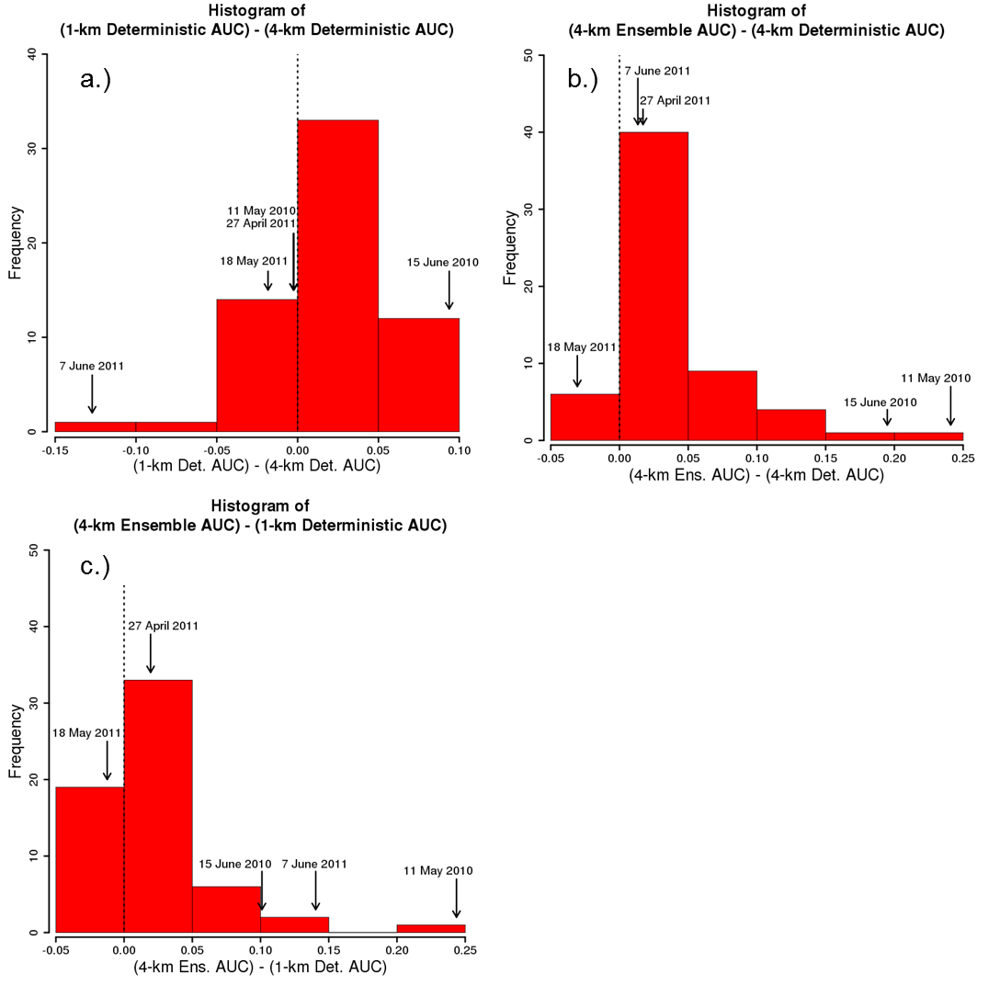 Histogram of
(1-km Deterministic AUC) - (4-km Deterministic AUC)
a.)
40
30
20
10
0
Frequency
11 May 2010
27 April 2011
18 May 2011
15 June 2010
7 June 2011
-0.15 -0.10 -0.05 0.00 0.05 0.10
(1-km Det. AUC) - (4-km Det. AUC)
Histogram of
(4-km Ensemble AUC) - (4-km Deterministic AUC)
b.)
50
40
30
20
10
0
Frequency
7 June 2011
27 April 2011
18 May 2011
11 May 2010
15 June 2010
-0.05 0.00 0.05 0.10 0.15 0.20 0.25
(4-km Ens. AUC) - (4-km Det. AUC)
Histogram of
(4-km Ensemble AUC) - (1-km Deterministic AUC)
c.)
50
40
30
20
10
0
Frequency
27 April 2011
18 May 2011
15 June 2010 7 June 2011
11 May 2010
-0.05 0.00 0.05 0.10 0.15 0.20 0.25
(4-km Ens. AUC) - (1-km Det. AUC)